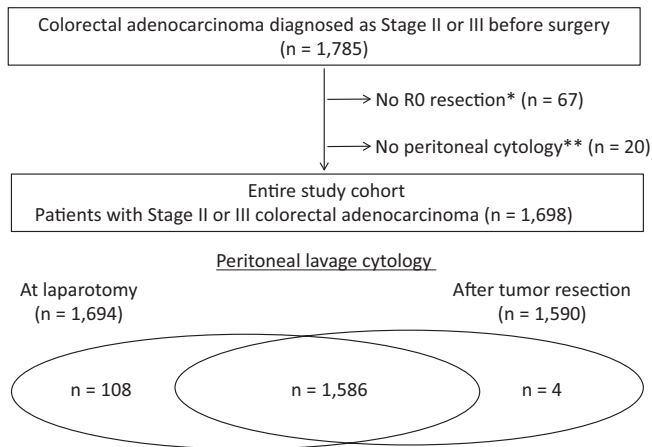 Colorectal adenocarcinoma diagnosed as Stage II or III before surgery
(n = 1,785)
No R0 resection* (n = 67)
No peritoneal cytology** (n = 20)
Entire study cohort
Patients with Stage II or III colorectal adenocarcinoma (n = 1,698)
Peritoneal lavage cytology
At laparotomy
(n = 1,694)
After tumor resection
(n = 1,590)
n = 108
n = 1,586
n = 4